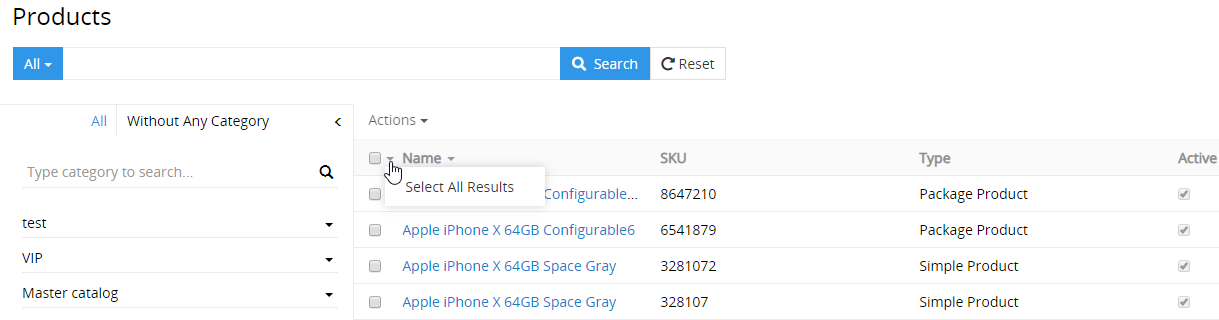 Products
All
Search
Reset
All Without Any Category
Actions
Type category to search...
Name SKU Type Active
Select All Results
Configurable... 8647210 Package Product
test
Apple iPhone X 64GB Configurable6 6541879 Package Product
VIP
Apple iPhone X 64GB Space Gray 3281072 Simple Product
Master catalog
Apple iPhone X 64GB Space Gray 328107 Simple Product